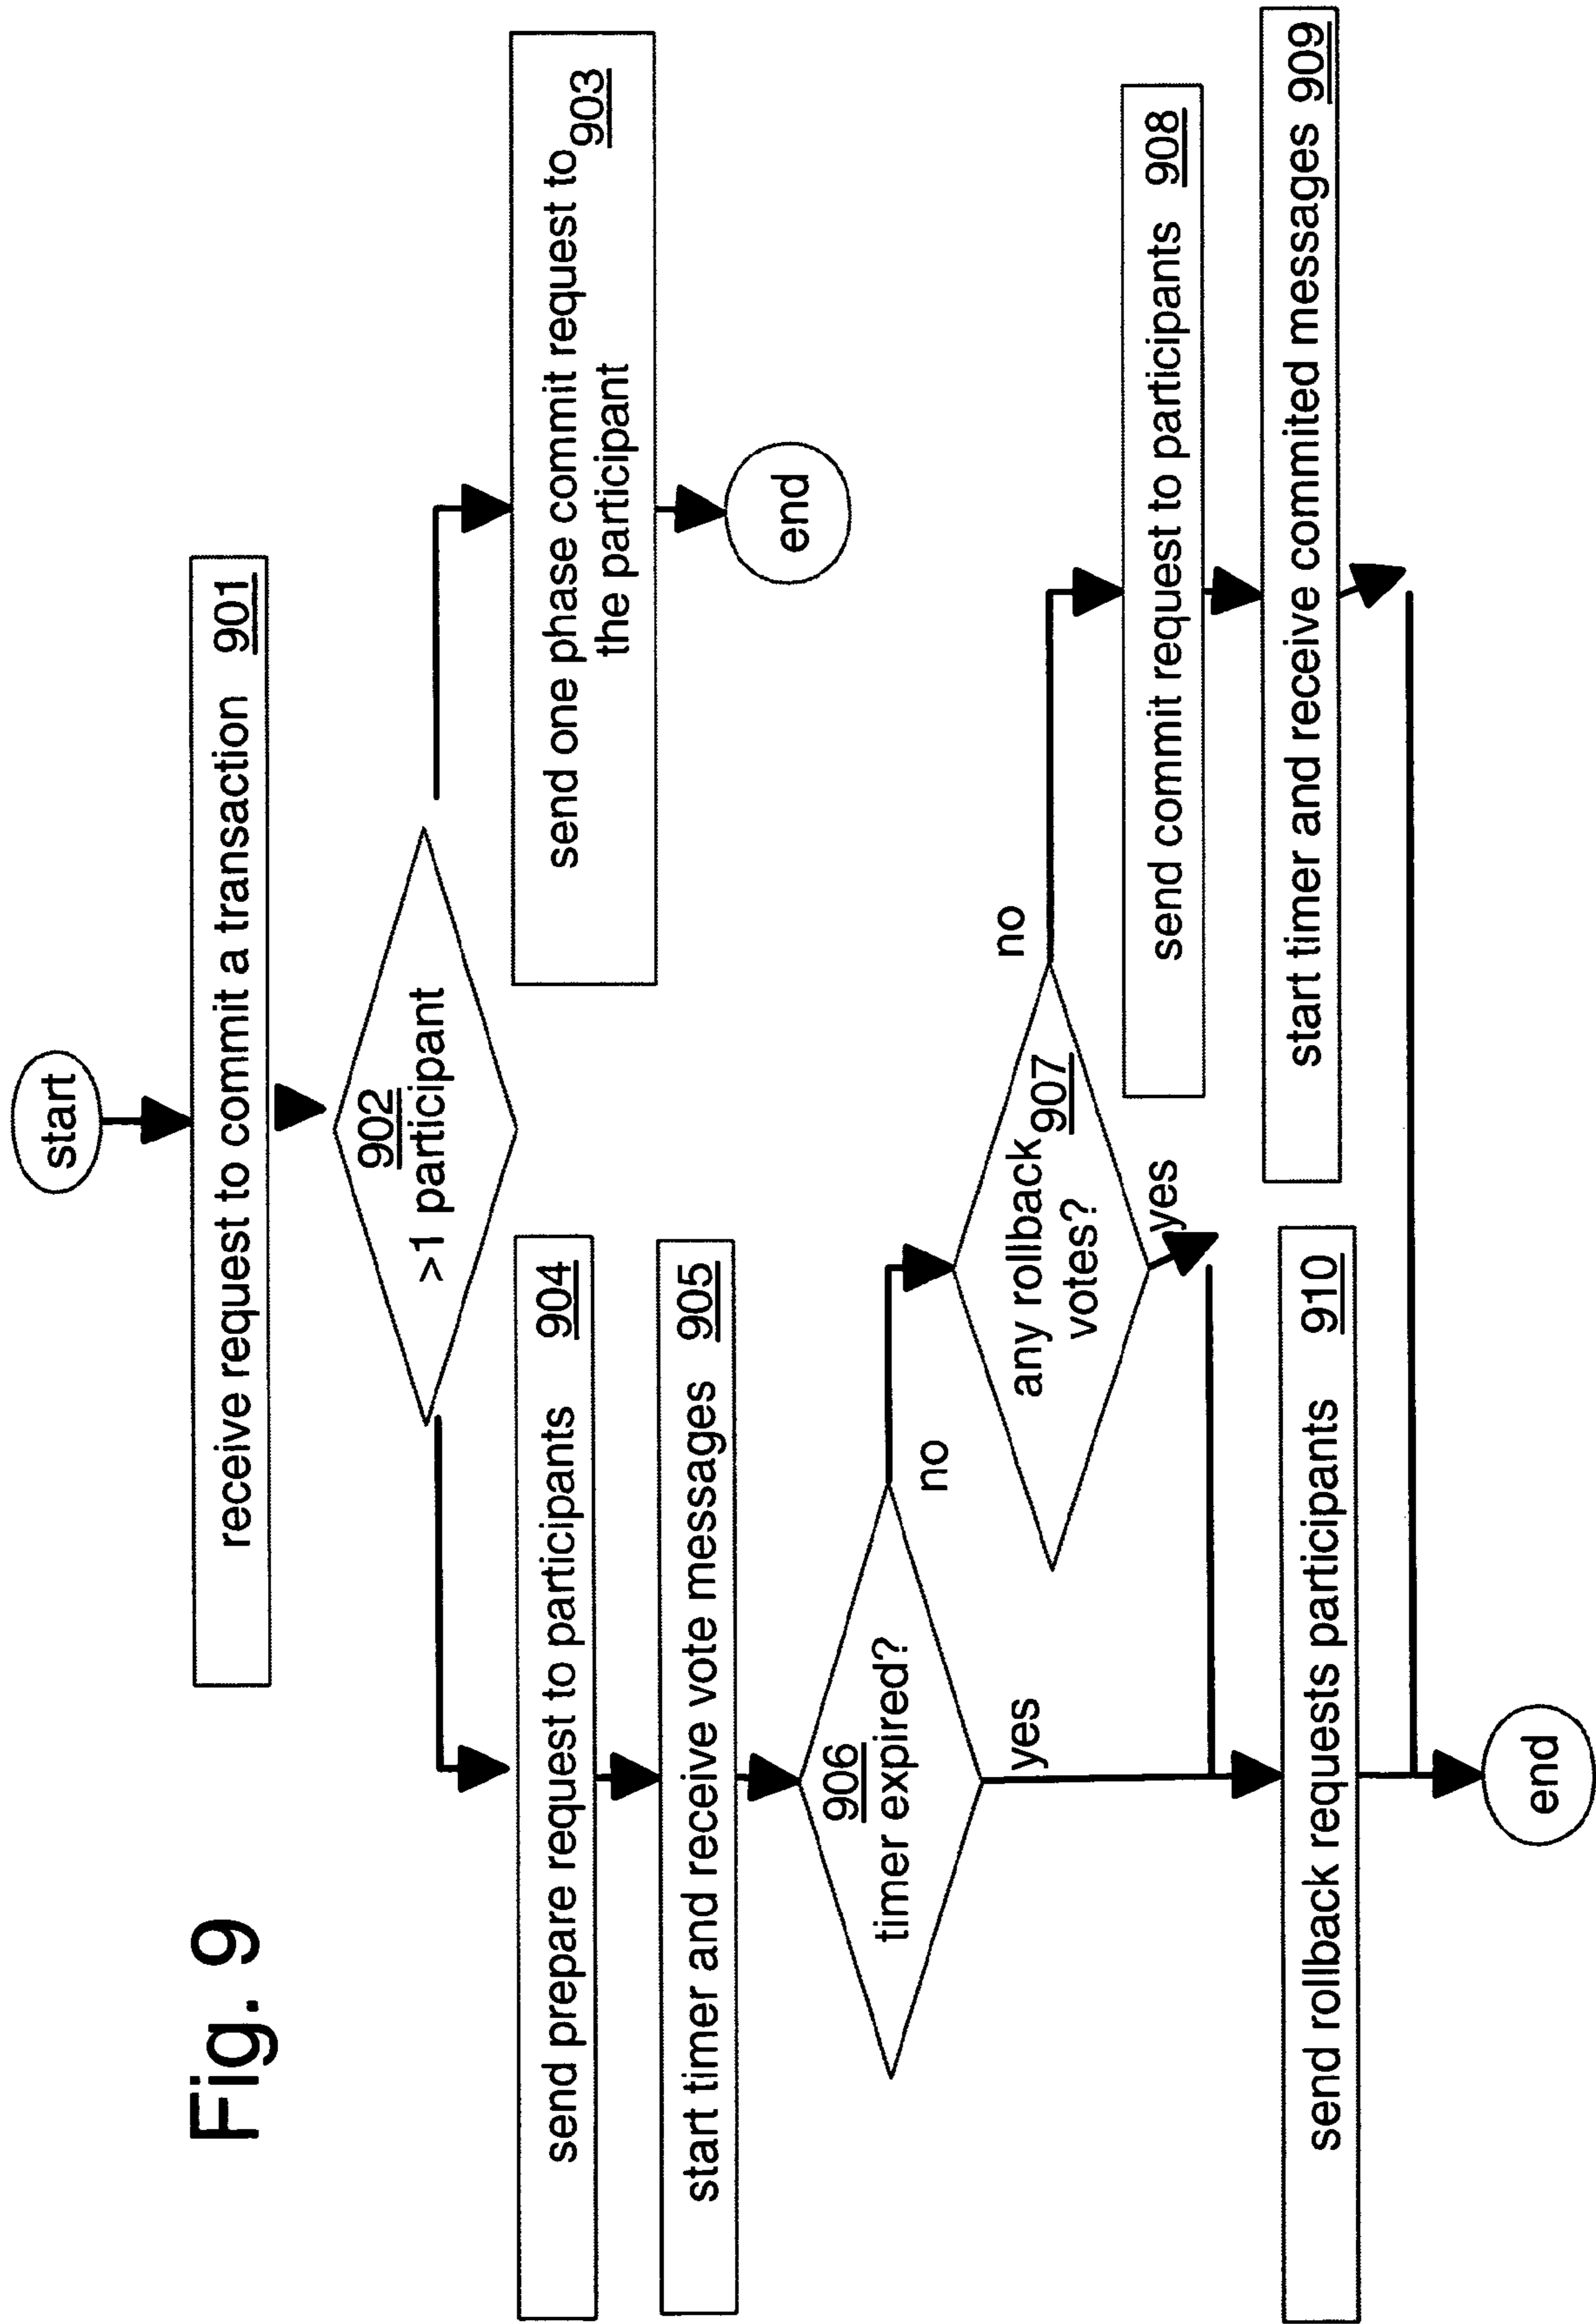 Fig. 9
start
receive request to commit a transaction 901
902
>1 participant
send one phase commit request to 903
the participant
end
send prepare request to participants 904
start timer and receive vote messages 905
906
timer expired?
no
yes
any rollback 907
votes?
no
yes
send commit request to participants 908
start timer and receive commited messages 909
send rollback requests participants 910
end